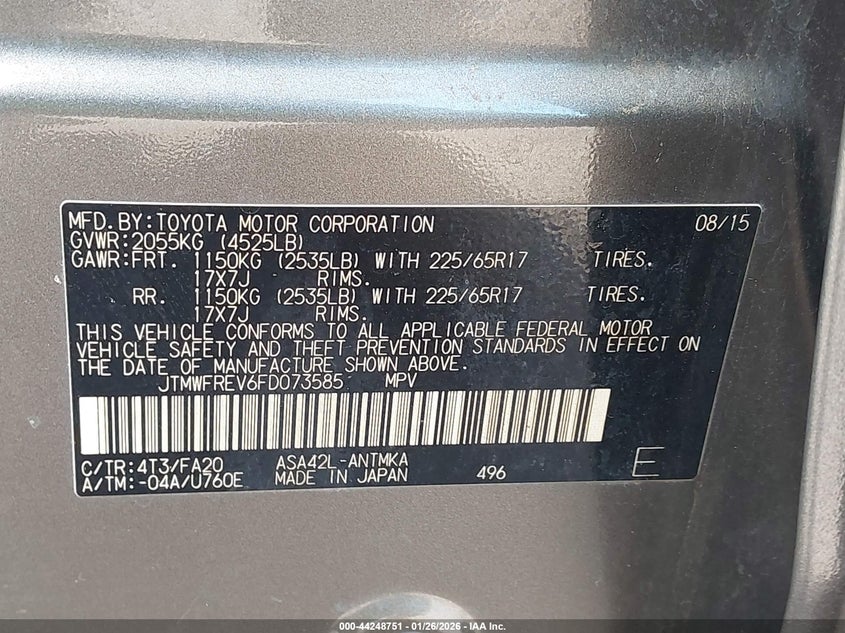 MFD.BY:TOYOTA MOTOR CORPORATION 08/15
GVWR:2055KG (4525LB)
GAWR:FRT. 1150KG (2535LB) WITH 225/65R17 TIRES.
17X7J RIMS.
RR. 1150KG (2535LB) WITH 225/65R17 TIRES.
17X7J RIMS.
THIS VEHICLE CONFORMS TO ALL APPLICABLE FEDERAL MOTOR
VEHICLE SAFETY AND THEFT PREVENTION STANDARDS IN EFFECT ON
THE DATE OF MANUFACTURE SHOWN ABOVE.
JTMWFREV6FD073585 MPV
C/TR:4T3/FA20 ASA42L-ANTMKA
A/TM:-04A/U760E MADE IN JAPAN 496 E
000-44248751 - 01/26/2026 - IAA Inc.